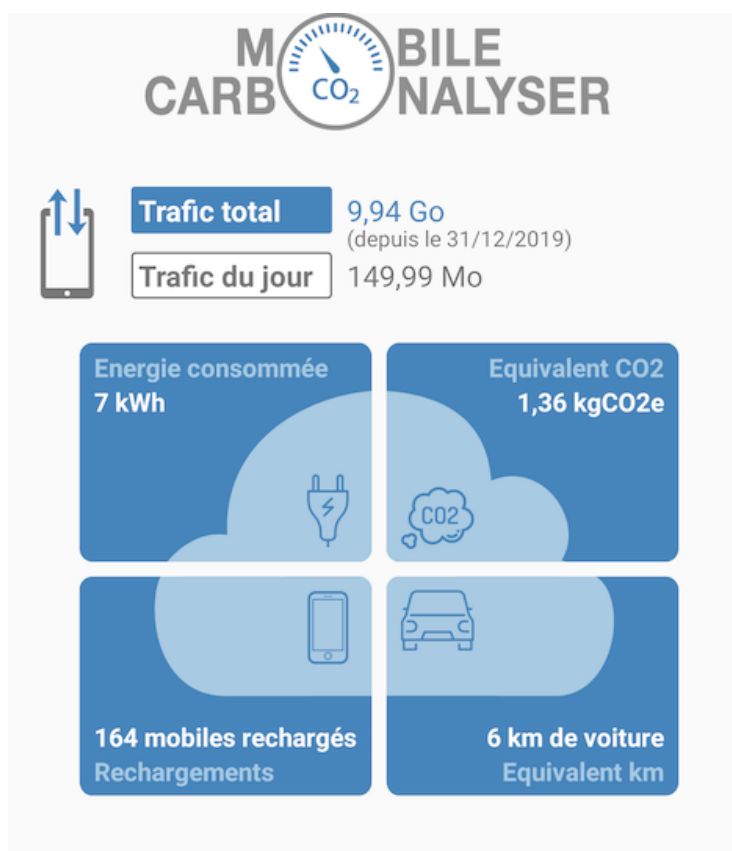 MOBILE
CARBONALYSER
CO2
Trafic total
9,94 Go
(depuis le 31/12/2019)
Trafic du jour
149,99 Mo
Energie consommée
7 kWh
Equivalent CO2
1,36 kgCO2e
CO2
164 mobiles rechargés
Rechargements
6 km de voiture
Equivalent km